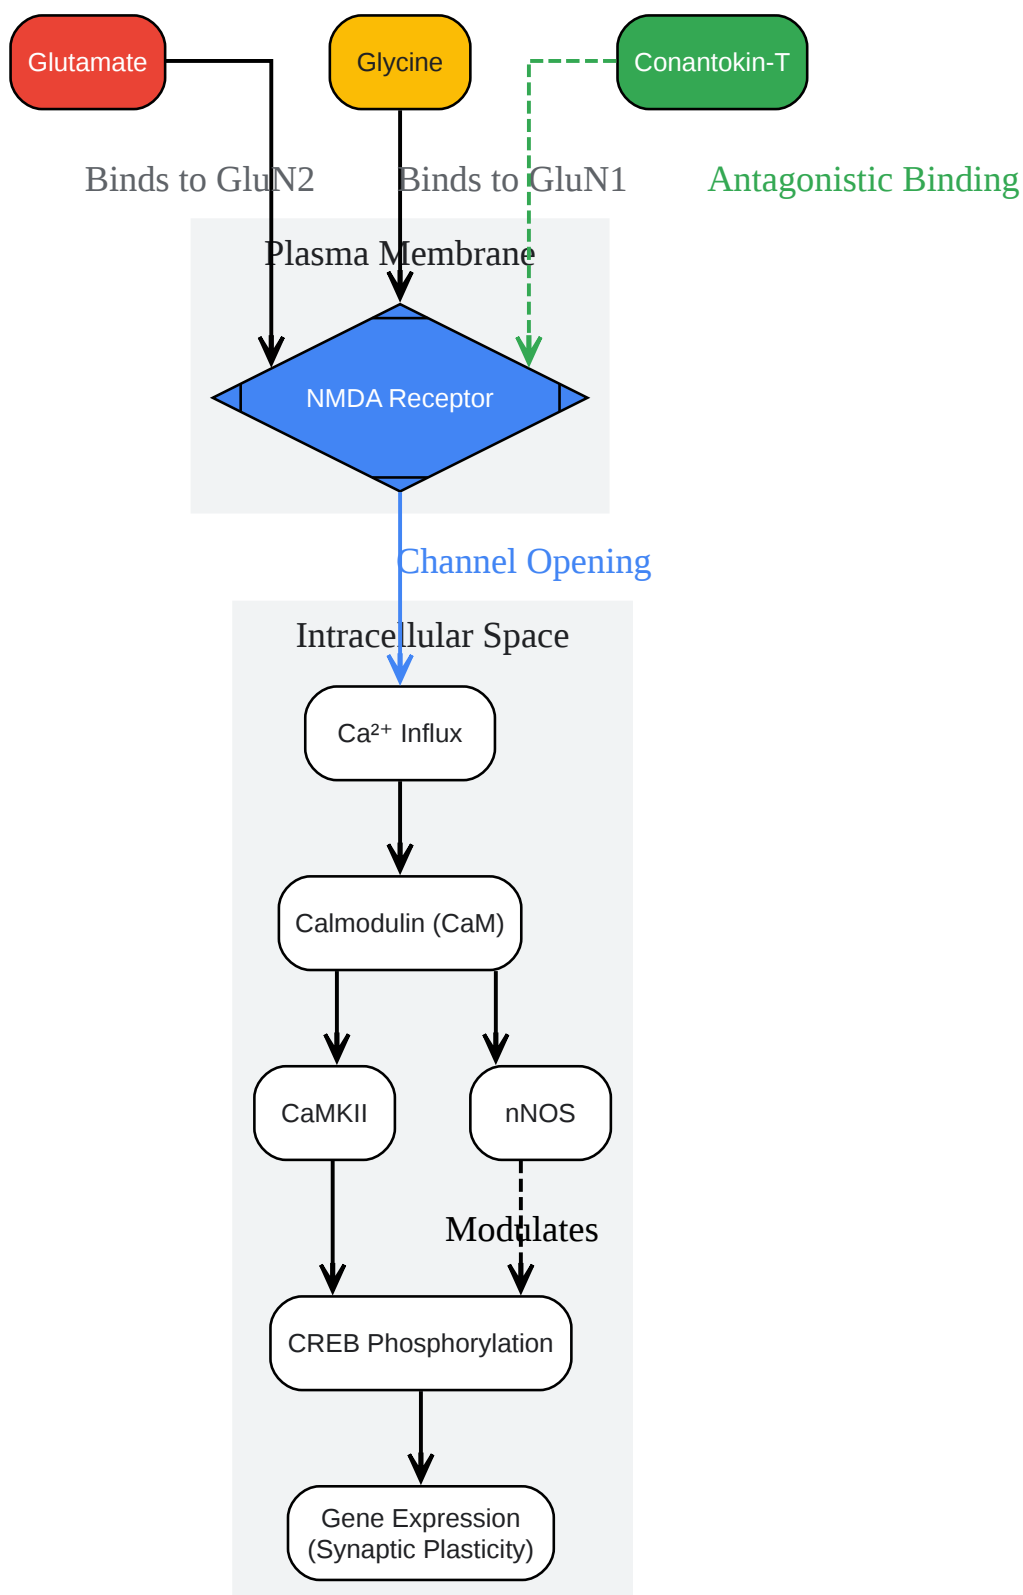 Glutamate
Glycine
Conantokin-T
Binds to GluN2
Binds to GluN1
Antagonistic Binding
Plasma Membrane
NMDA Receptor
Channel Opening
Intracellular Space
Ca²⁺ Influx
Calmodulin (CaM)
CaMKII
nNOS
Modulates
CREB Phosphorylation
Gene Expression
(Synaptic Plasticity)